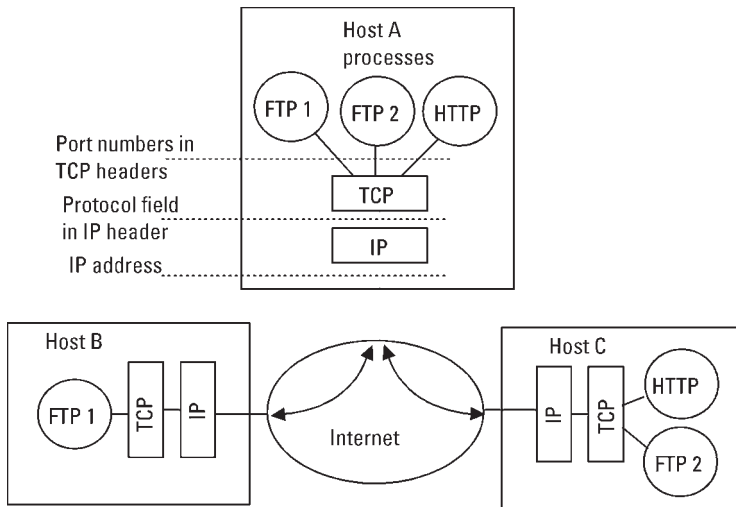 Host A
processes
FTP 1
FTP 2
HTTP
Port numbers in
TCP headers
TCP
Protocol field
in IP header
IP
IP address
Host B
FTP 1
TCP
IP
Internet
Host C
IP
TCP
HTTP
FTP 2